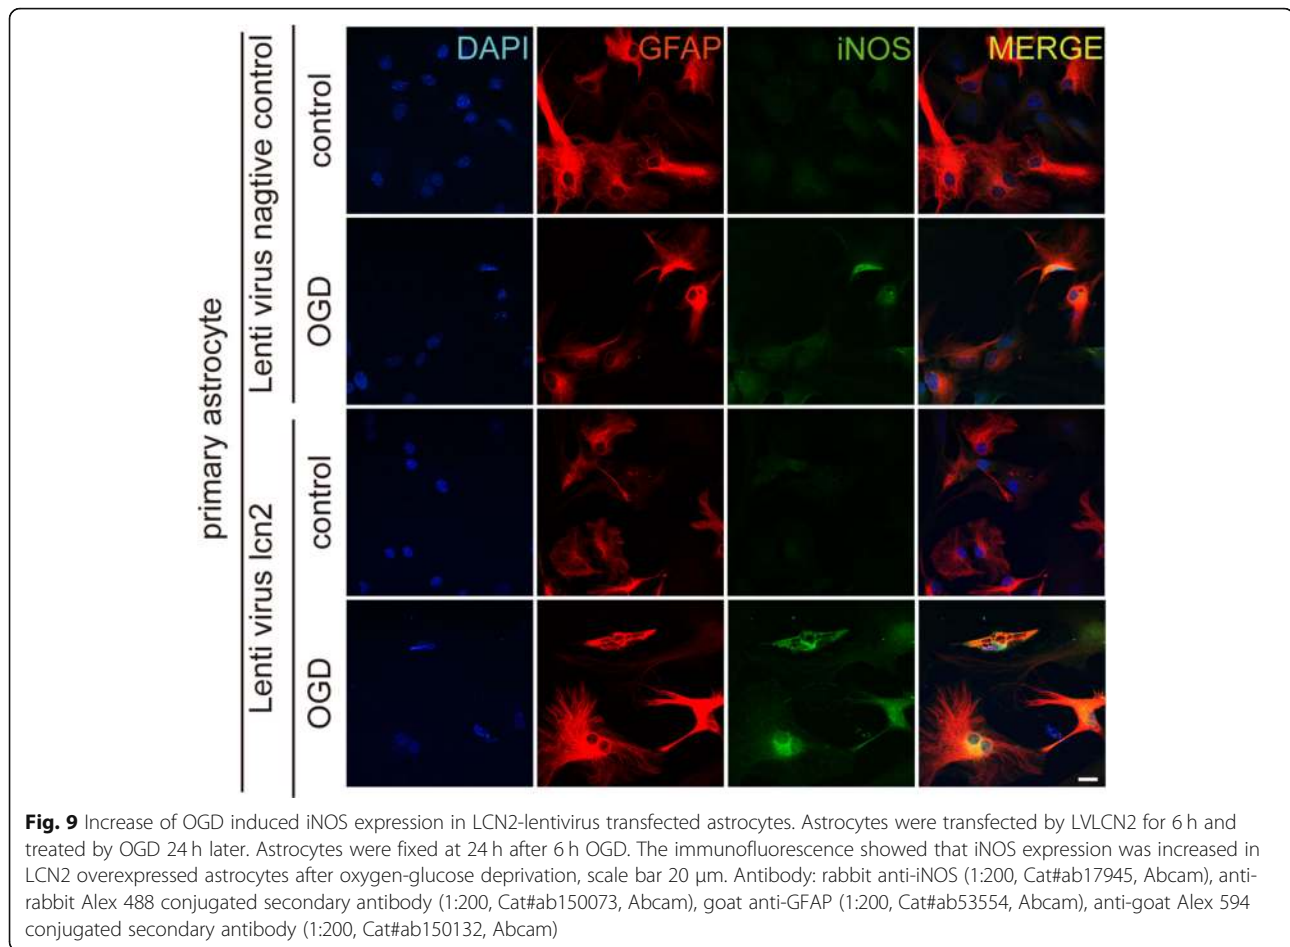 DAPI GFAP iNOS MERGE
primary astrocyte
Lenti virus nagtive control
control
OGD
Lenti virus lcn2
control
OGD
Fig. 9 Increase of OGD induced iNOS expression in LCN2-lentivirus transfected astrocytes. Astrocytes were transfected by LVLCN2 for 6 h and
treated by OGD 24 h later. Astrocytes were fixed at 24 h after 6 h OGD. The immunofluorescence showed that iNOS expression was increased in
LCN2 overexpressed astrocytes after oxygen-glucose deprivation, scale bar 20 μm. Antibody: rabbit anti-iNOS (1:200, Cat#ab17945, Abcam), anti-
rabbit Alex 488 conjugated secondary antibody (1:200, Cat#ab150073, Abcam), goat anti-GFAP (1:200, Cat#ab53554, Abcam), anti-goat Alex 594
conjugated secondary antibody (1:200, Cat#ab150132, Abcam)